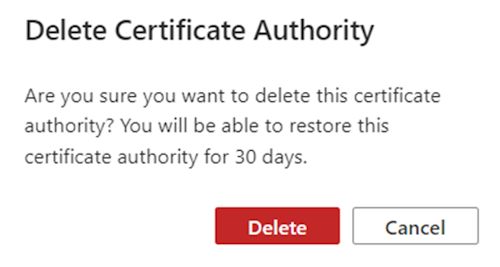 Delete Certificate Authority
Are you sure you want to delete this certificate
authority? You will be able to restore this
certificate authority for 30 days.
Delete
Cancel